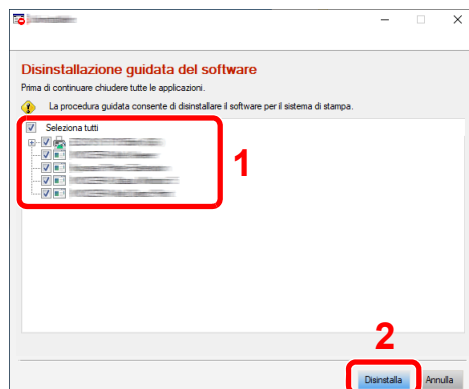 Disinstallazione guidata del software
Prima di continuare chiudere tutte le applicazioni.
La procedura guidata consente di disinstallare il software per il sistema di stampa.
Seleziona tutti
1
2
Disinstalla
Annulla